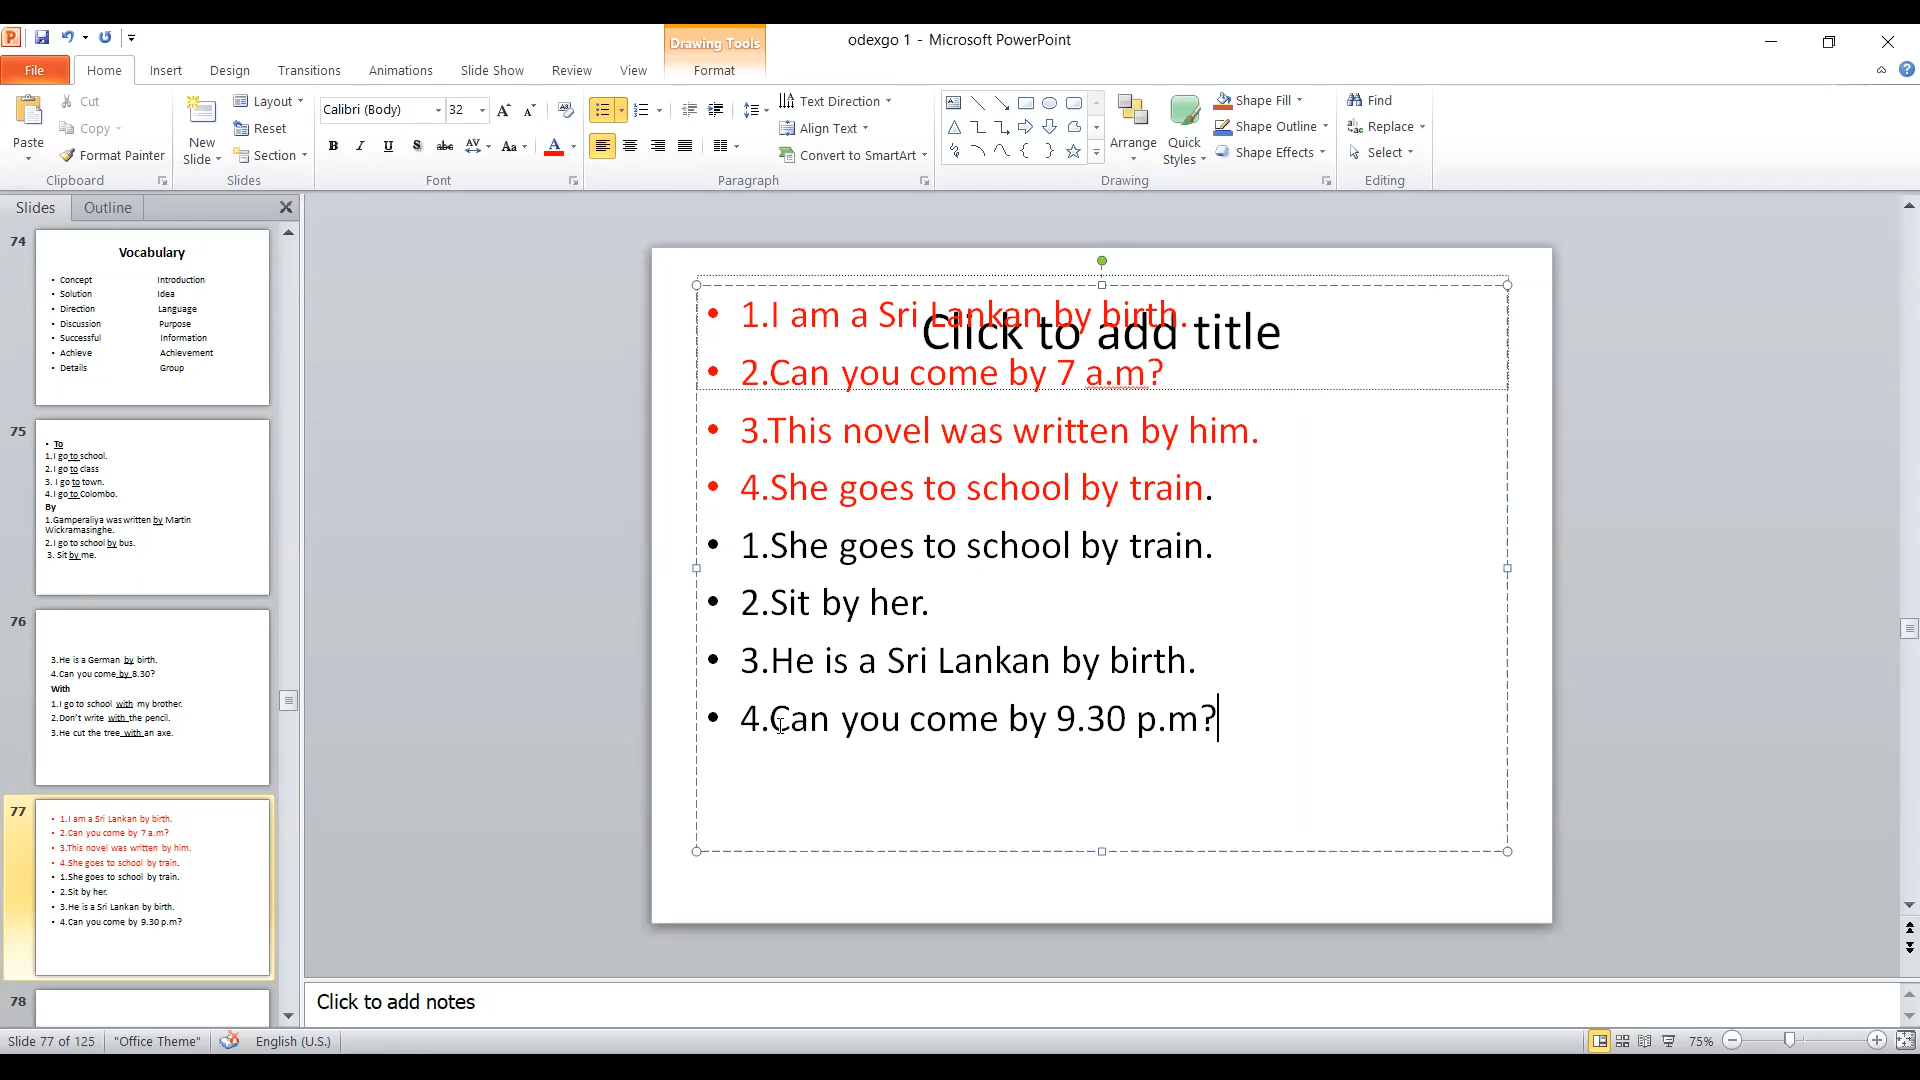 odexgo 1 - Microsoft PowerPoint
Drawing Tools
File Home Insert Design Transitions Animations Slide Show Review View Format
Paste
Cut
Copy
Format Painter
Clipboard
New Slide
Layout
Reset
Section
Slides
Calibri (Body) 32
B I U S abc AV Aa A
Font
Text Direction
Align Text
Convert to SmartArt
Paragraph
Arrange
Quick Styles
Shape Fill
Shape Outline
Shape Effects
Drawing
Find
Replace
Select
Editing
Slides Outline
74
Vocabulary
• Concept Introduction
• Solution Idea
• Direction Language
• Discussion Purpose
• Successful Information
• Achieve Achievement
• Details Group
75
• To
1.I go to school.
2.I go to class
3. I go to town.
4.I go to Colombo.
By
1.Gamperaliya was written by Martin
Wickramasinghe.
2.I go to school by bus.
3. Sit by me.
76
3.He is a German by birth.
4.Can you come by 8.30?
With
1.I go to school with my brother.
2.Don't write with the pencil.
3.He cut the tree with an axe.
77
• 1.I am a Sri Lankan by birth.
• 2.Can you come by 7 a.m?
• 3.This novel was written by him.
• 4.She goes to school by train.
• 1.She goes to school by train.
• 2.Sit by her.
• 3.He is a Sri Lankan by birth.
• 4.Can you come by 9.30 p.m?
78
• 1.I am a Sri Lankan by birth.
Click to add title
• 2.Can you come by 7 a.m?
• 3.This novel was written by him.
• 4.She goes to school by train.
• 1.She goes to school by train.
• 2.Sit by her.
• 3.He is a Sri Lankan by birth.
• 4.Can you come by 9.30 p.m?
Click to add notes
Slide 77 of 125 "Office Theme" English (U.S.) 75%